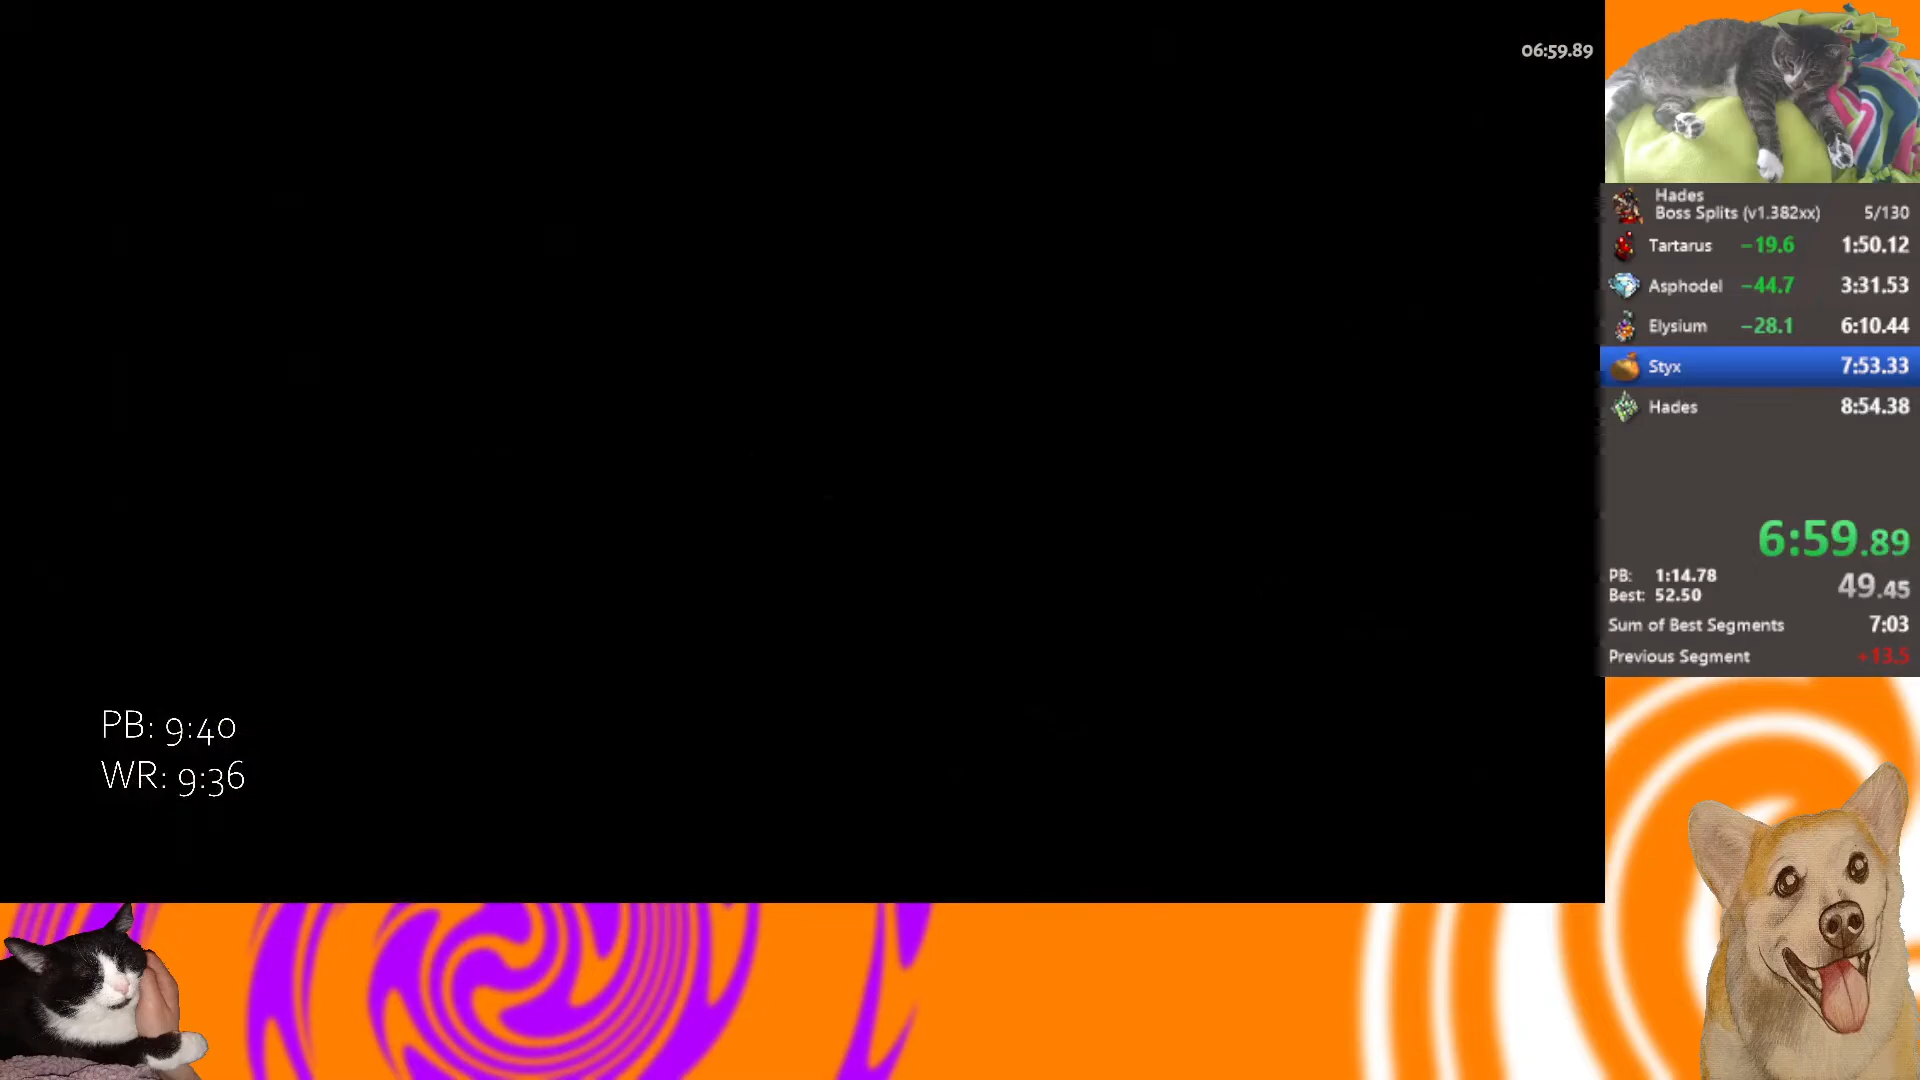 06:59.89
Hades
Boss Splits (v1.382xx) 5/130
Tartarus -19.6 1:50.12
Asphodel -44.7 3:31.53
Elysium -28.1 6:10.44
Styx 7:53.33
Hades 8:54.38
6:59.89
PB: 1:14.78 49.45
Best: 52.50
Sum of Best Segments 7:03
Previous Segment +13.5
PB: 9:40
WR: 9:36